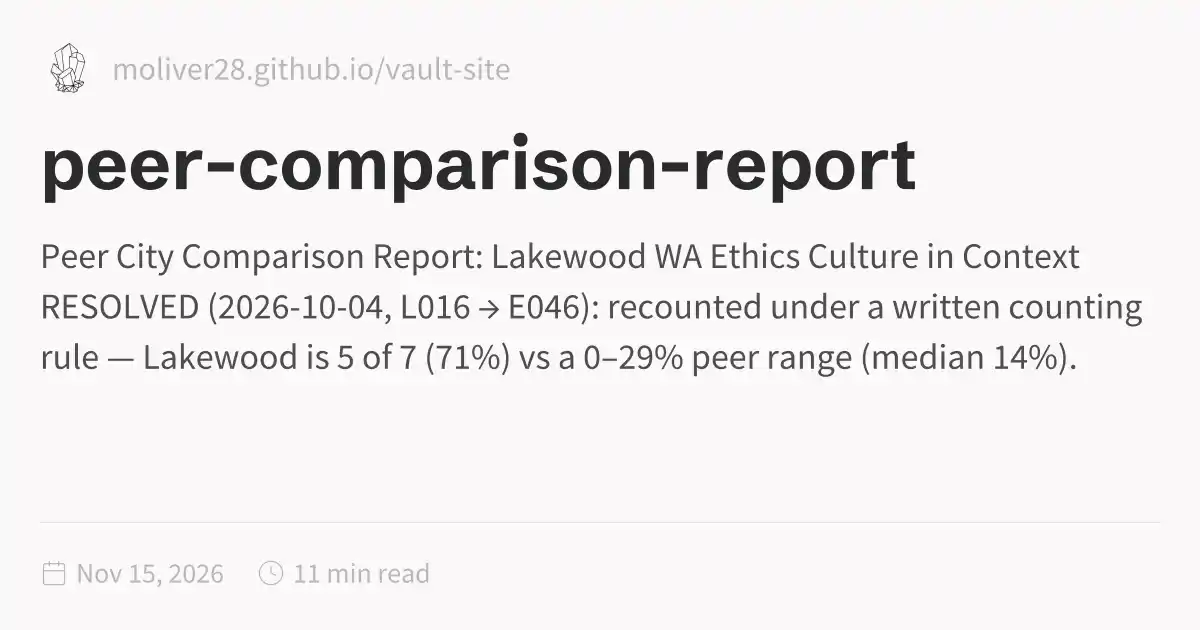 moliver28.github.io/vault-site
peer-comparison-report
Peer City Comparison Report: Lakewood WA Ethics Culture in Context
RESOLVED (2026-10-04, L016 → E046): recounted under a written counting
rule — Lakewood is 5 of 7 (71%) vs a 0–29% peer range (median 14%).
Nov 15, 2026 11 min read